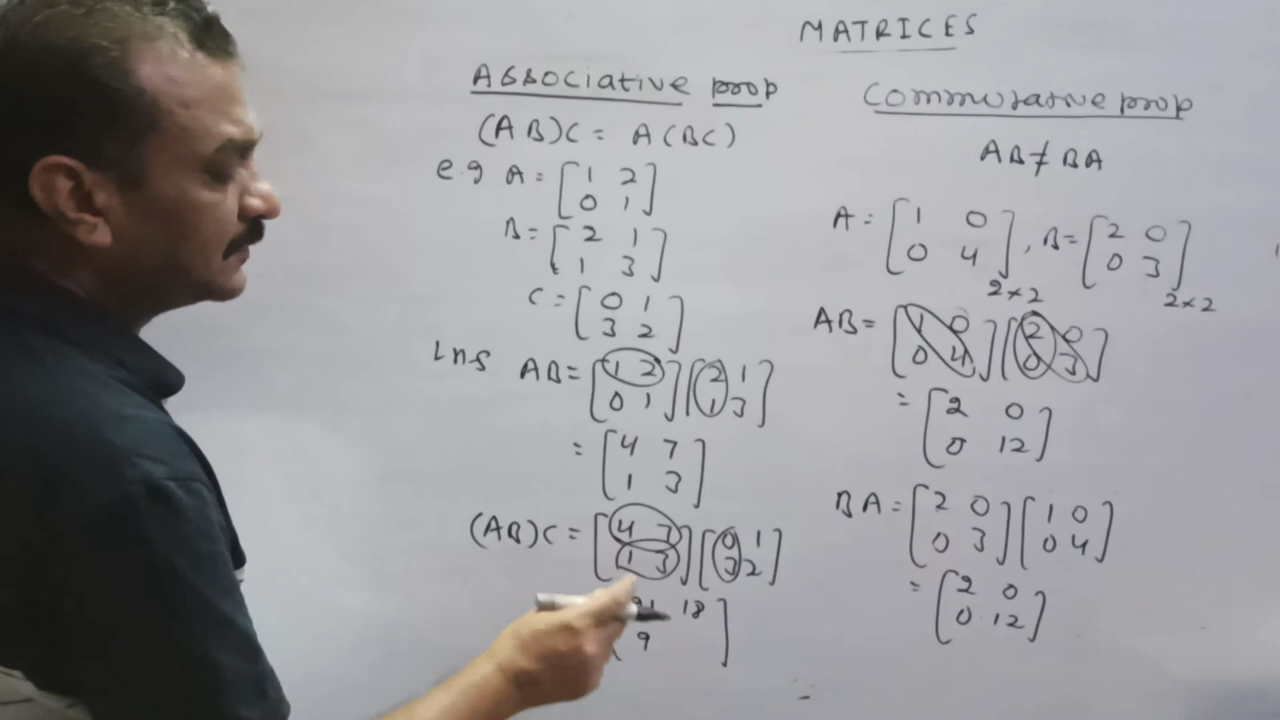 MATRICES
Associative prop
(AB)C = A(BC)
e.g A = [1 2
0 1]
B = [2 1
1 3]
C = [0 1
3 2]
LHS AB = [1 2
0 1] [2 1
1 3]
= [4 7
1 3]
(AB)C = [4 7
1 3] [0 1
3 2]
18
9 ]
Commutative prop
AB ≠ BA
A = [1 0
0 4] 2×2 , B = [2 0
0 3] 2×2
AB = [1 0
0 4] [2 0
0 3]
= [2 0
0 12]
BA = [2 0
0 3] [1 0
0 4]
= [2 0
0 12]